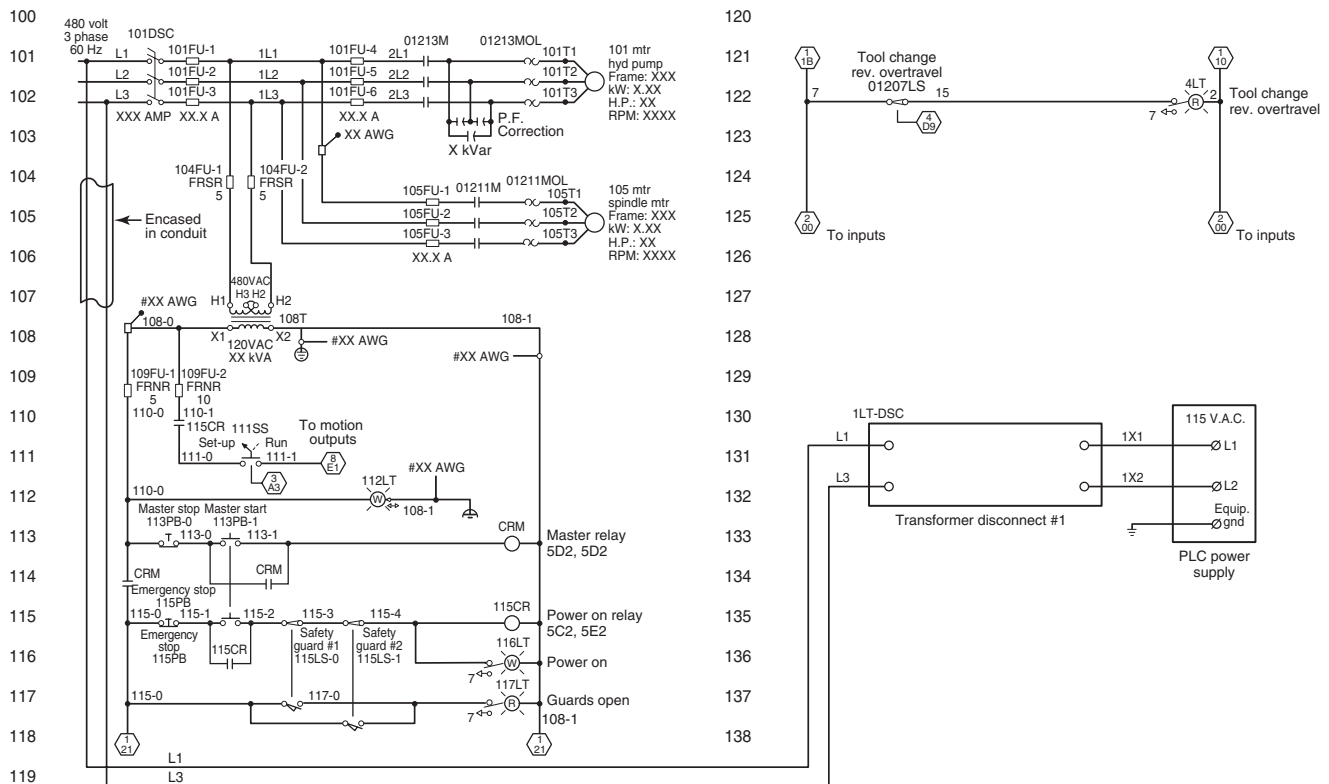 100
480 volt
3 phase
60 Hz
101DSC
101
L1
101FU-1
1L1
101FU-4
2L1
01213M
01213MOL
101T1
101 mtr
hyd pump
Frame: XXX
kW: X.XX
H.P.: XX
RPM: XXXX
L2
101FU-2
1L2
101FU-5
2L2
101T2
102
L3
101FU-3
1L3
101FU-6
2L3
101T3
XXX AMP
XX.X A
XX.X A
P.F.
Correction
103
XX AWG
X kVar
104
104FU-1
FRSR
5
104FU-2
FRSR
5
105FU-1
01211M
01211MOL
105T1
105 mtr
spindle mtr
Frame: XXX
kW: X.XX
H.P.: XX
RPM: XXXX
105
Encased
in conduit
105FU-2
105T2
105FU-3
105T3
106
XX.X A
480VAC
107
H1
H3 H2
H2
#XX AWG
108-0
108T
108-1
108
X1
X2
120VAC
XX kVA
#XX AWG
#XX AWG
109
109FU-1
FRNR
5
109FU-2
FRNR
10
110
110-0
110-1
115CR
111SS
To motion
outputs
Set-up
Run
111
111-0
111-1
8
E1
3
A3
#XX AWG
112LT
112
110-0
W
108-1
Master stop
113PB-0
Master start
113PB-1
113
113-0
113-1
CRM
Master relay
5D2, 5D2
CRM
114
CRM
Emergency stop
115PB
115
115-0
115-1
115-2
115-3
115-4
115CR
Power on relay
5C2, 5E2
Emergency
stop
115PB
115CR
Safety
guard #1
115LS-0
Safety
guard #2
115LS-1
116
116LT
W
Power on
7
117
115-0
117-0
117LT
R
Guards open
7
108-1
118
1
21
1
21
L1
119
L3
120
121
1
1B
Tool change
rev. overtravel
01207LS
1
10
122
7
15
4LT
R
2
7
Tool change
rev. overtravel
4
D9
123
124
125
2
00
To inputs
2
00
To inputs
126
127
128
129
130
1LT-DSC
115 V.A.C.
131
L1
1X1
L1
132
L3
1X2
L2
Transformer disconnect #1
Equip.
gnd
133
PLC power
supply
134
135
136
137
138